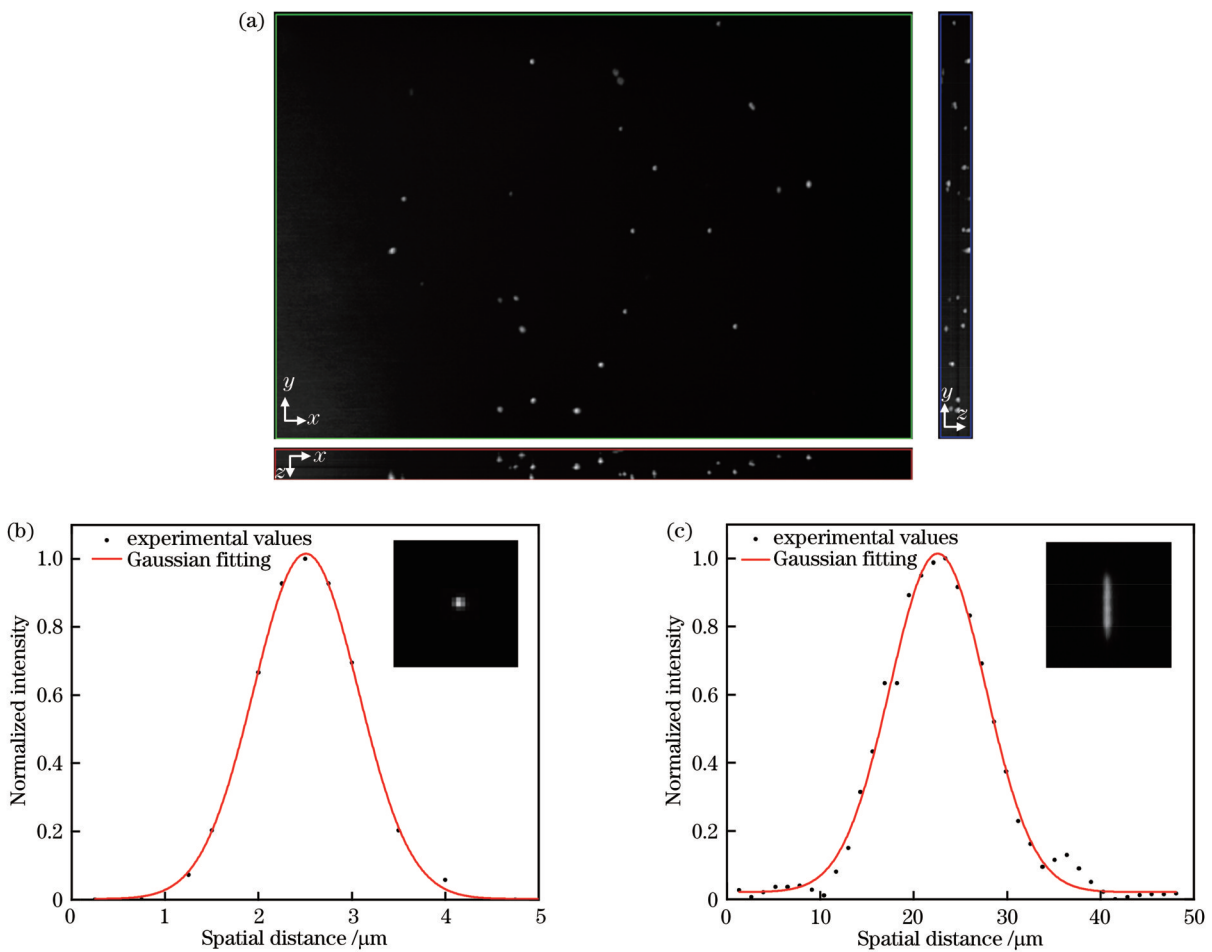 (a)
y
x
y
z
x
z
(b)
experimental values
Gaussian fitting
1.0
0.8
0.6
0.4
0.2
0
Normalized intensity
0 1 2 3 4 5
Spatial distance /μm
(c)
experimental values
Gaussian fitting
1.0
0.8
0.6
0.4
0.2
0
Normalized intensity
0 10 20 30 40 50
Spatial distance /μm